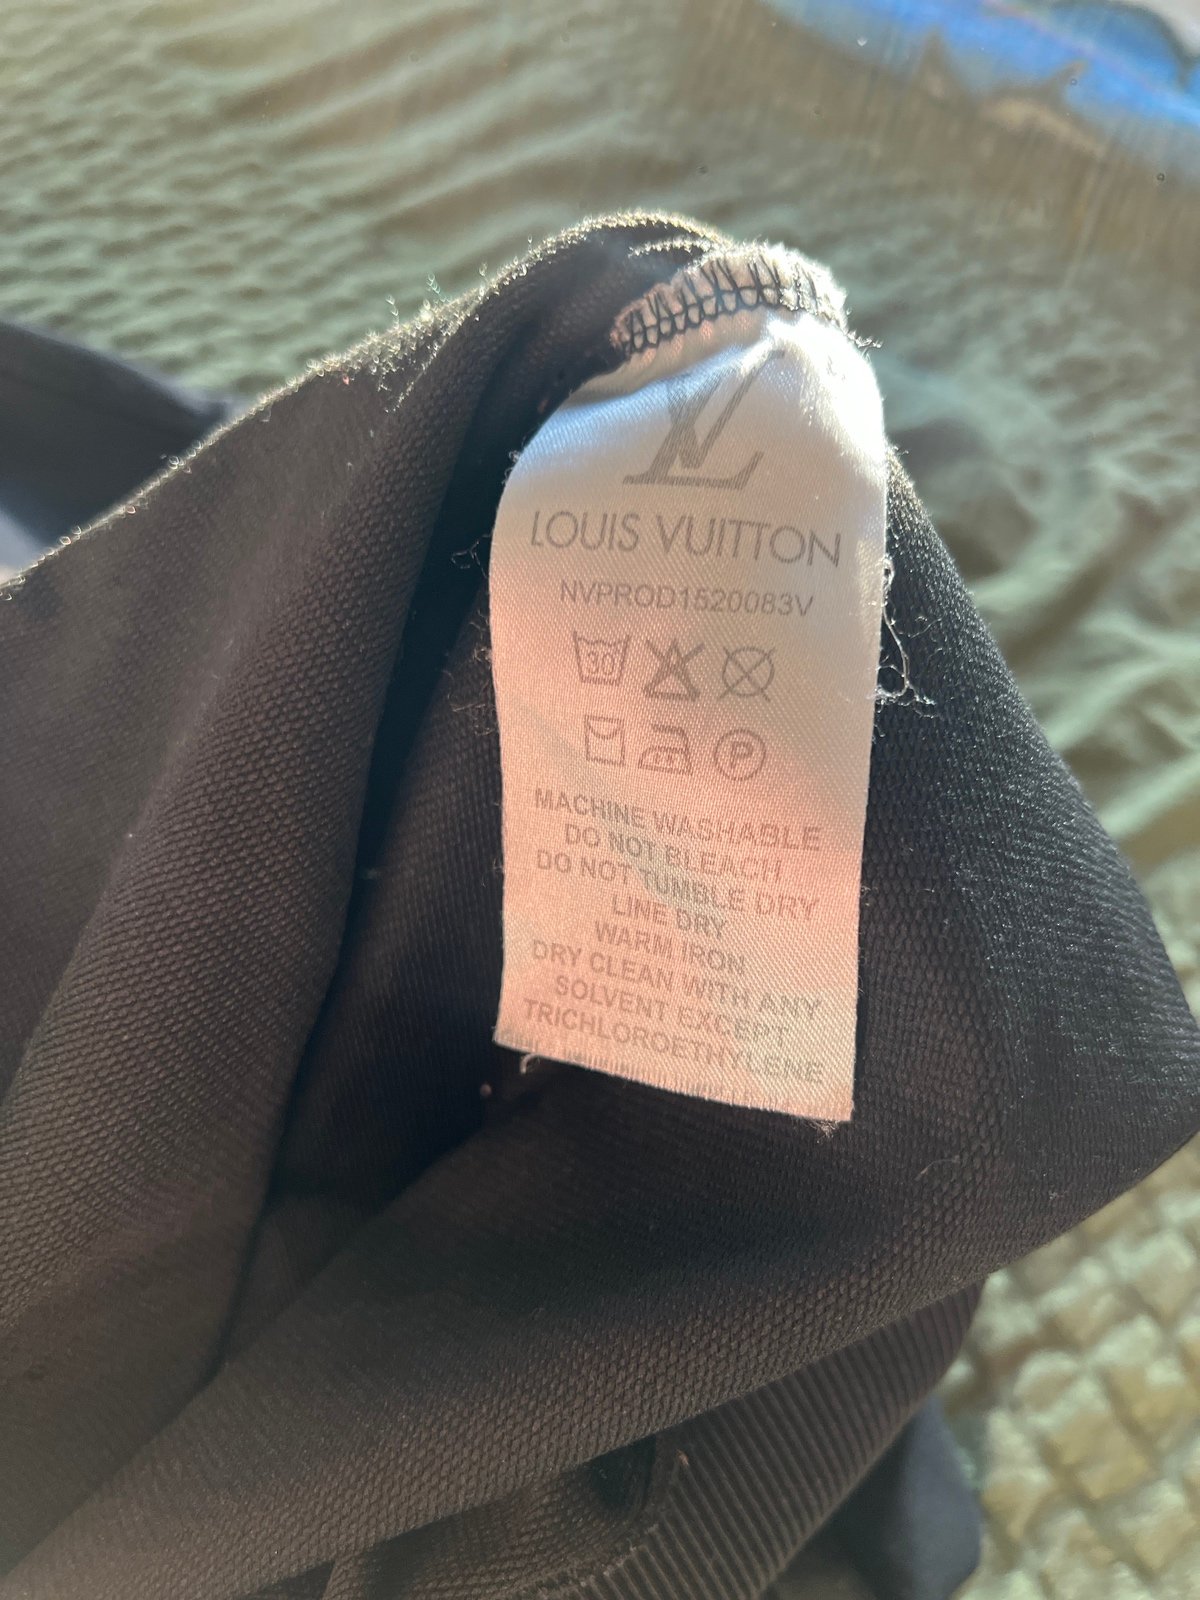 LV
LOUIS VUITTON
NVPROD1520083V
30
P
MACHINE WASHABLE
DO NOT BLEACH
DO NOT TUMBLE DRY
LINE DRY
WARM IRON
DRY CLEAN WITH ANY
SOLVENT EXCEPT
TRICHLOROETHYLENE